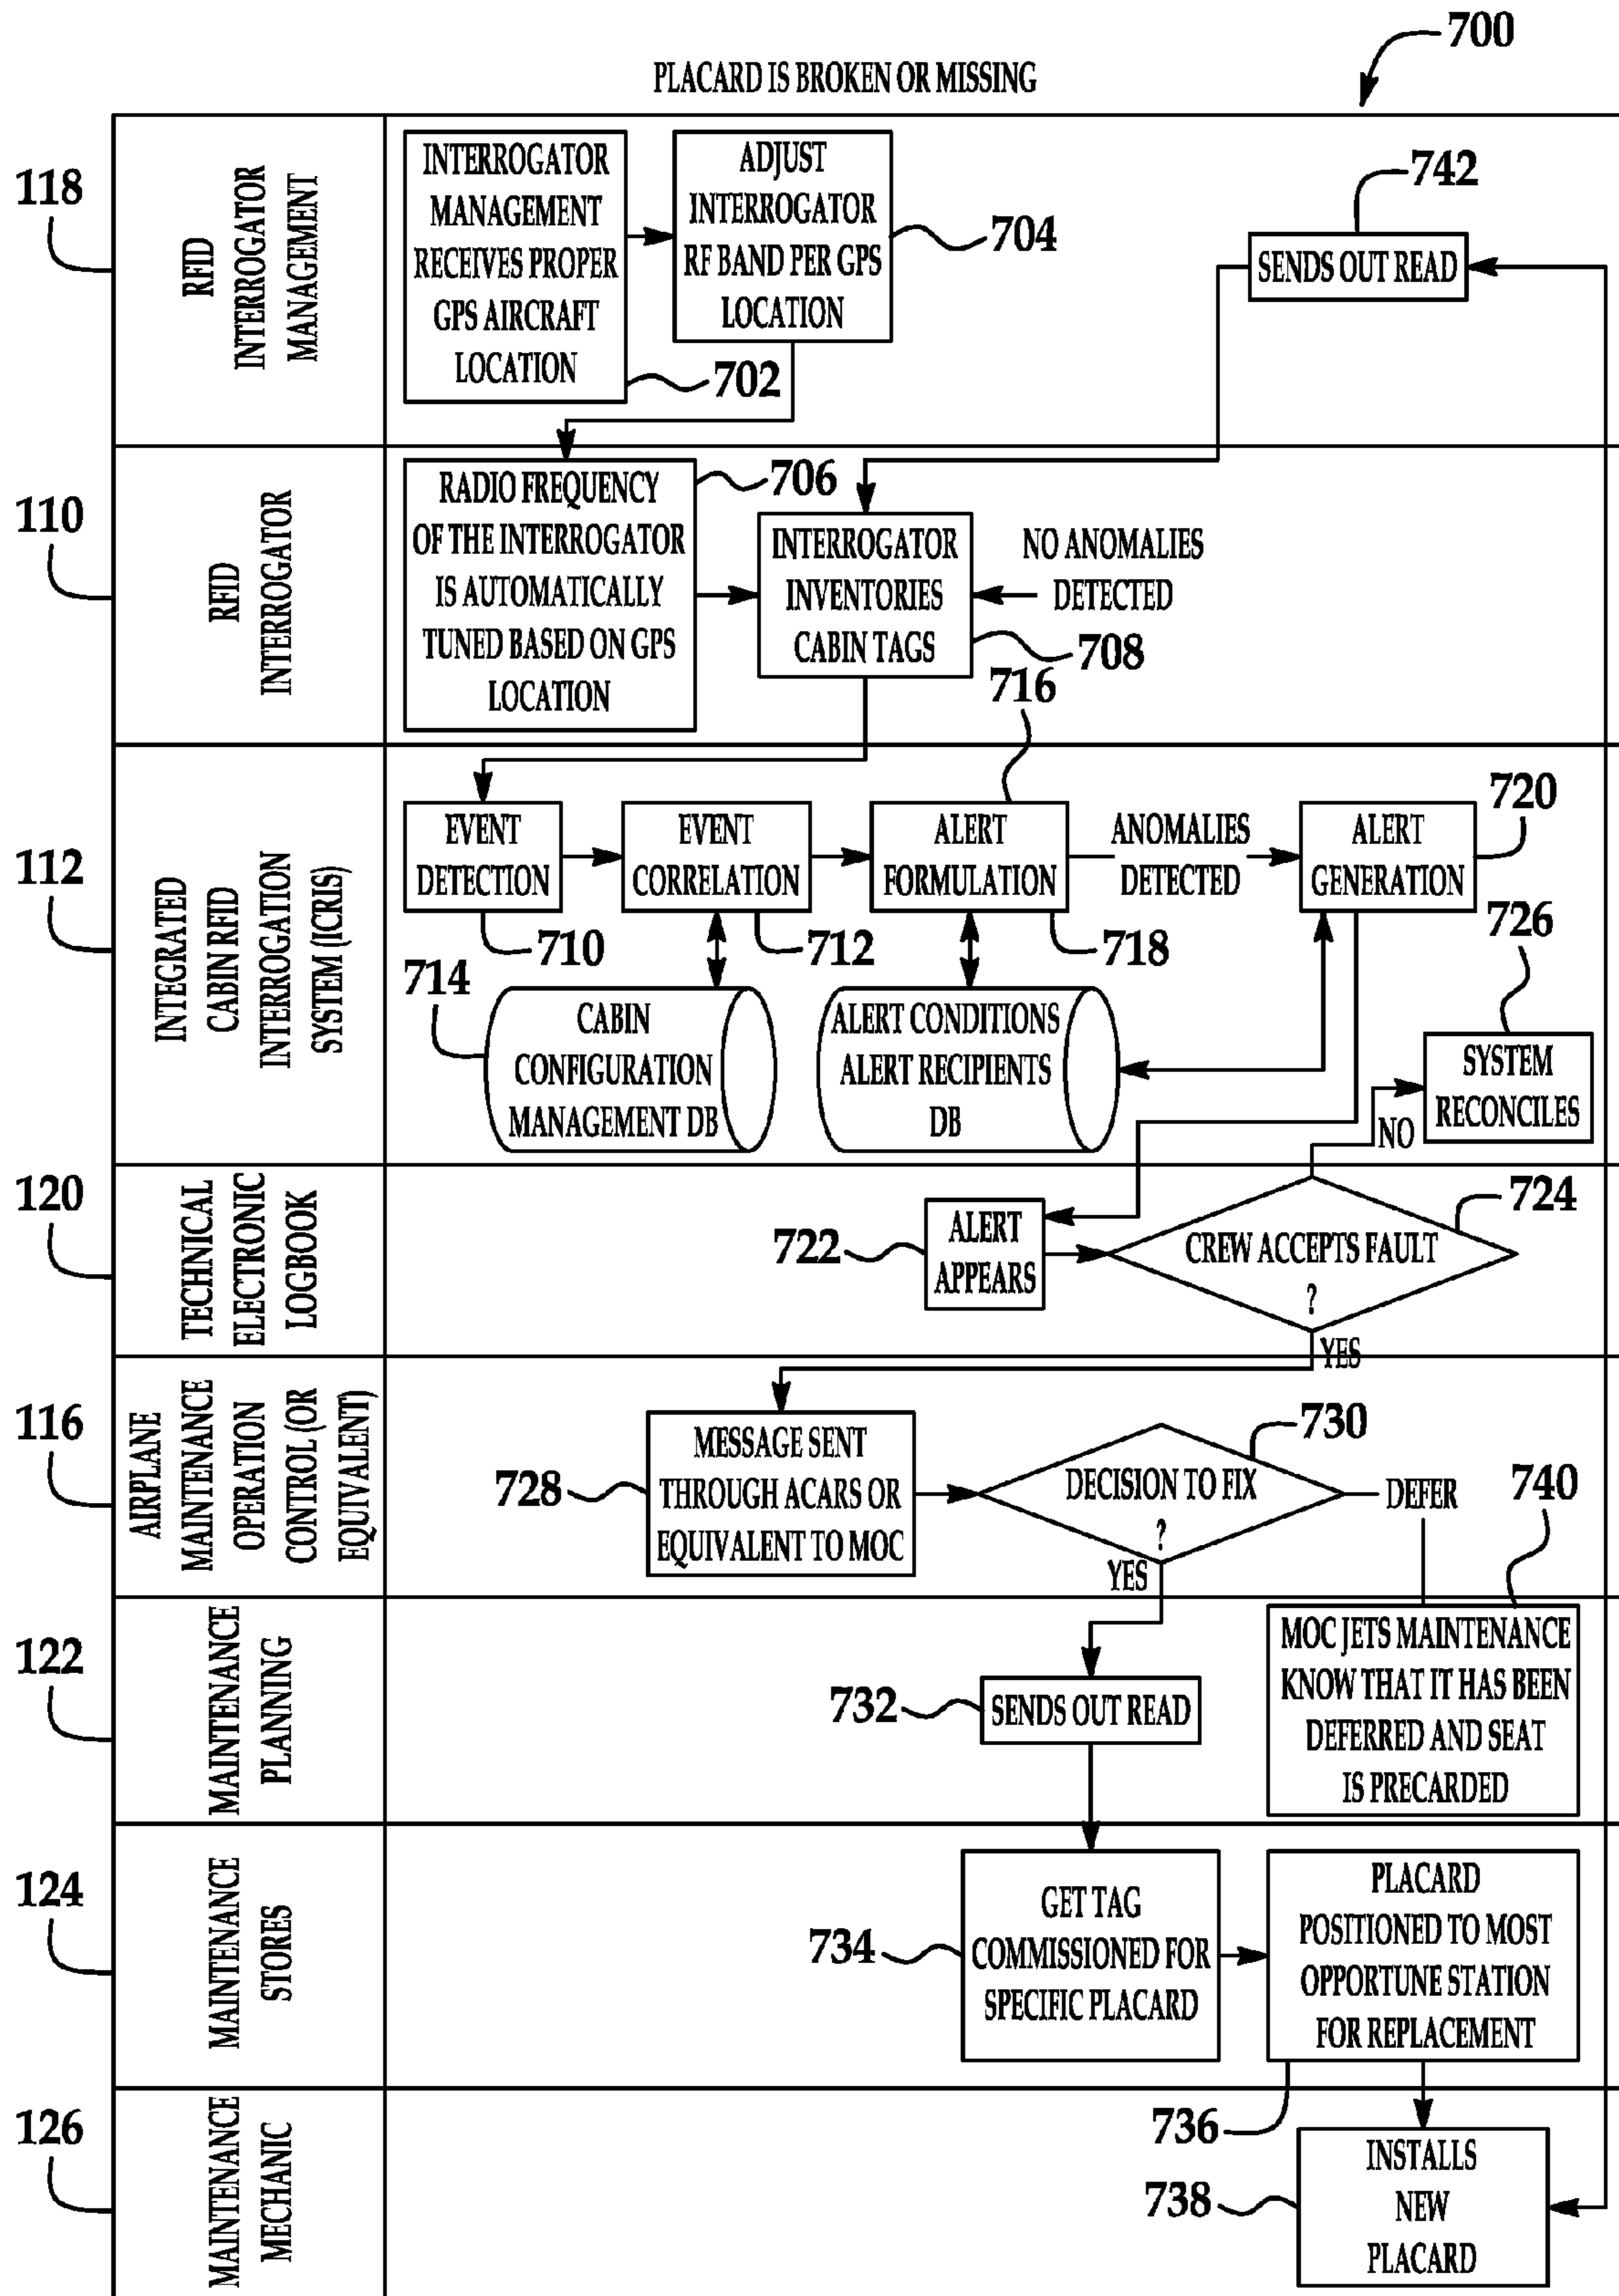 700
PLACARD IS BROKEN OR MISSING
118
RFID
INTERROGATOR
MANAGEMENT
INTERROGATOR
MANAGEMENT
RECEIVES PROPER
GPS AIRCRAFT
LOCATION
702
ADJUST
INTERROGATOR
RF BAND PER GPS
LOCATION
704
742
SENDS OUT READ
110
RFID
INTERROGATOR
RADIO FREQUENCY
OF THE INTERROGATOR
IS AUTOMATICALLY
TUNED BASED ON GPS
LOCATION
706
INTERROGATOR
INVENTORIES
CABIN TAGS
708
NO ANOMALIES
DETECTED
112
INTEGRATED
CABIN RFID
INTERROGATION
SYSTEM (ICRIS)
EVENT
DETECTION
710
EVENT
CORRELATION
712
716
ALERT
FORMULATION
718
ANOMALIES
DETECTED
ALERT
GENERATION
720
714
CABIN
CONFIGURATION
MANAGEMENT DB
ALERT CONDITIONS
ALERT RECIPIENTS
DB
726
SYSTEM
RECONCILES
NO
120
TECHNICAL
ELECTRONIC
LOGBOOK
722
ALERT
APPEARS
CREW ACCEPTS FAULT
?
724
YES
116
AIRPLANE
MAINTENANCE
OPERATION
CONTROL (OR
EQUIVALENT)
728
MESSAGE SENT
THROUGH ACARS OR
EQUIVALENT TO MOC
730
DECISION TO FIX
?
DEFER
YES
740
122
MAINTENANCE
PLANNING
732
SENDS OUT READ
MOC JETS MAINTENANCE
KNOW THAT IT HAS BEEN
DEFERRED AND SEAT
IS PRECARDED
124
MAINTENANCE
STORES
734
GET TAG
COMMISSIONED FOR
SPECIFIC PLACARD
PLACARD
POSITIONED TO MOST
OPPORTUNE STATION
FOR REPLACEMENT
736
126
MAINTENANCE
MECHANIC
738
INSTALLS
NEW
PLACARD